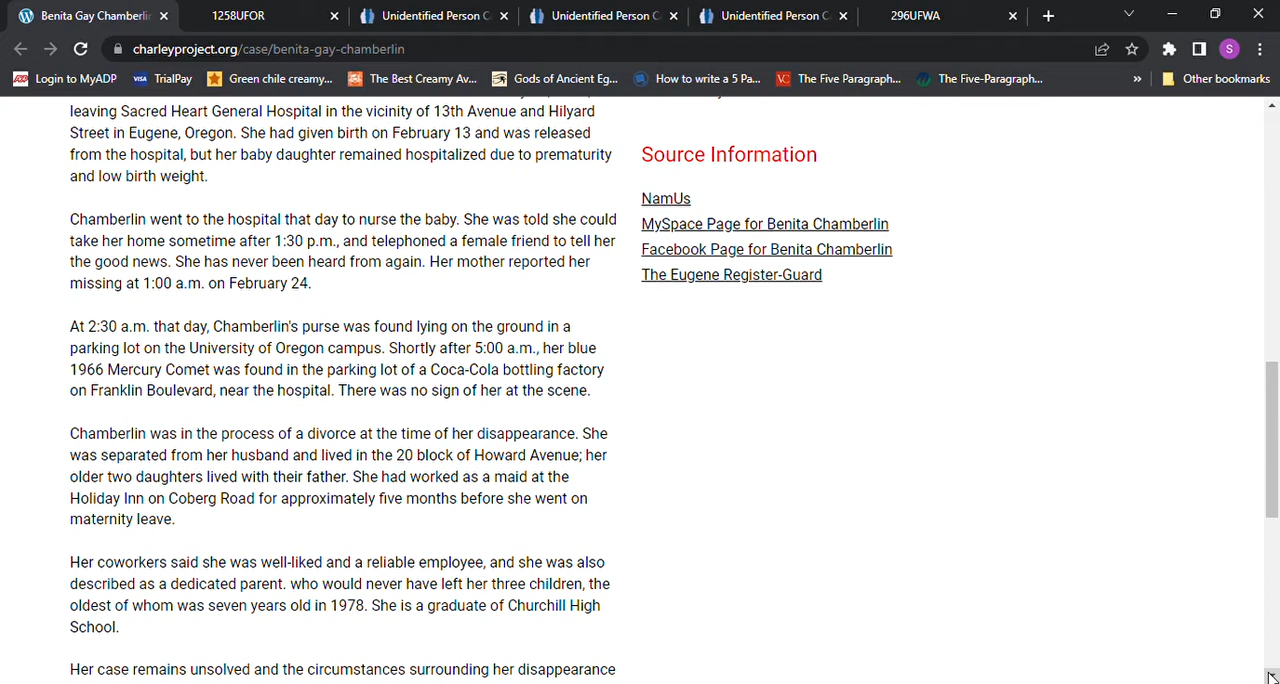 Benita Gay Chamberlin
1258UFOR
Unidentified Person C
Unidentified Person C
Unidentified Person C
296UFWA
charleyproject.org/case/benita-gay-chamberlin
S
ADP
Login to MyADP
VISA
TrialPay
Green chile creamy...
The Best Creamy Av...
Gods of Ancient Eg...
How to write a 5 Pa...
VC
The Five Paragraph...
The Five-Paragraph...
»
Other bookmarks
leaving Sacred Heart General Hospital in the vicinity of 13th Avenue and Hilyard
Street in Eugene, Oregon. She had given birth on February 13 and was released
from the hospital, but her baby daughter remained hospitalized due to prematurity
and low birth weight.
Chamberlin went to the hospital that day to nurse the baby. She was told she could
take her home sometime after 1:30 p.m., and telephoned a female friend to tell her
the good news. She has never been heard from again. Her mother reported her
missing at 1:00 a.m. on February 24.
At 2:30 a.m. that day, Chamberlin's purse was found lying on the ground in a
parking lot on the University of Oregon campus. Shortly after 5:00 a.m., her blue
1966 Mercury Comet was found in the parking lot of a Coca-Cola bottling factory
on Franklin Boulevard, near the hospital. There was no sign of her at the scene.
Chamberlin was in the process of a divorce at the time of her disappearance. She
was separated from her husband and lived in the 20 block of Howard Avenue; her
older two daughters lived with their father. She had worked as a maid at the
Holiday Inn on Coberg Road for approximately five months before she went on
maternity leave.
Her coworkers said she was well-liked and a reliable employee, and she was also
described as a dedicated parent. who would never have left her three children, the
oldest of whom was seven years old in 1978. She is a graduate of Churchill High
School.
Her case remains unsolved and the circumstances surrounding her disappearance
Source Information
NamUs
MySpace Page for Benita Chamberlin
Facebook Page for Benita Chamberlin
The Eugene Register-Guard